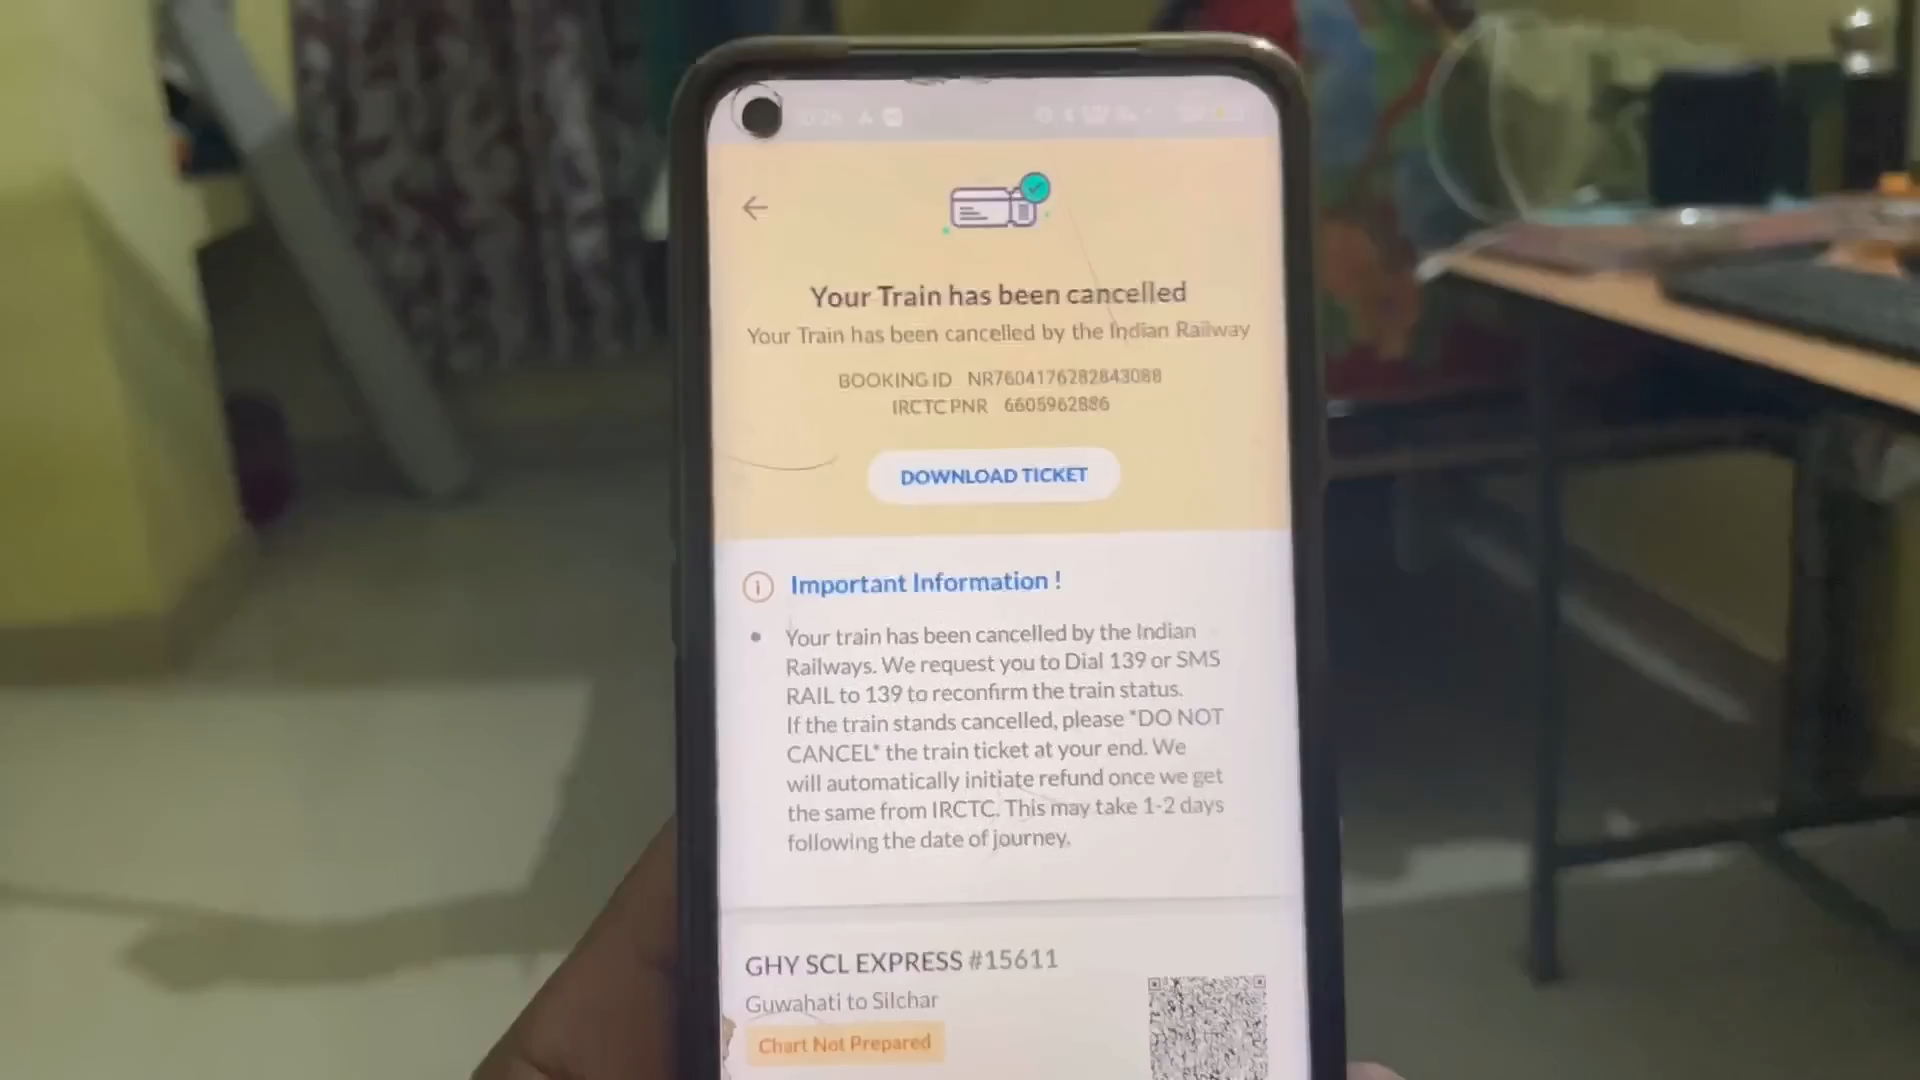 Your Train has been cancelled
Your Train has been cancelled by the Indian Railway
BOOKING ID NR7604176282843088
IRCTC PNR 6605962886
DOWNLOAD TICKET
Important Information !
Your train has been cancelled by the Indian
Railways. We request you to Dial 139 or SMS
RAIL to 139 to reconfirm the train status.
If the train stands cancelled, please *DO NOT
CANCEL* the train ticket at your end. We
will automatically initiate refund once we get
the same from IRCTC. This may take 1-2 days
following the date of journey.
GHY SCL EXPRESS #15611
Guwahati to Silchar
Chart Not Prepared